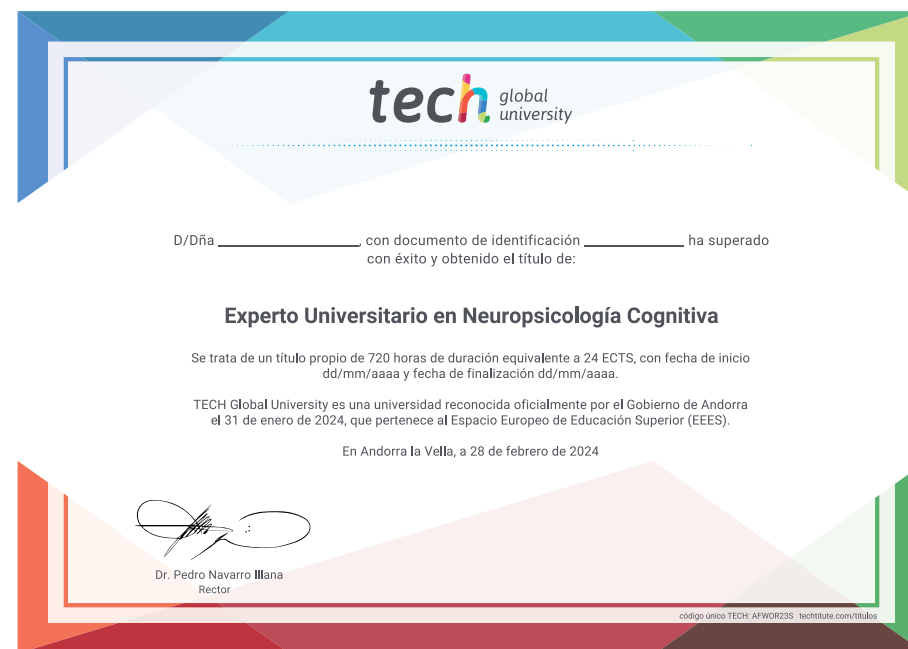 tech global
university
D/Dña ____________________, con documento de identificación ______________ ha superado
con éxito y obtenido el título de:
Experto Universitario en Neuropsicología Cognitiva
Se trata de un título propio de 720 horas de duración equivalente a 24 ECTS, con fecha de inicio
dd/mm/aaaa y fecha de finalización dd/mm/aaaa.
TECH Global University es una universidad reconocida oficialmente por el Gobierno de Andorra
el 31 de enero de 2024, que pertenece al Espacio Europeo de Educación Superior (EEES).
En Andorra la Vella, a 28 de febrero de 2024
Dr. Pedro Navarro Illana
Rector
código único TECH: AFWOR23S techtitute.com/titulos